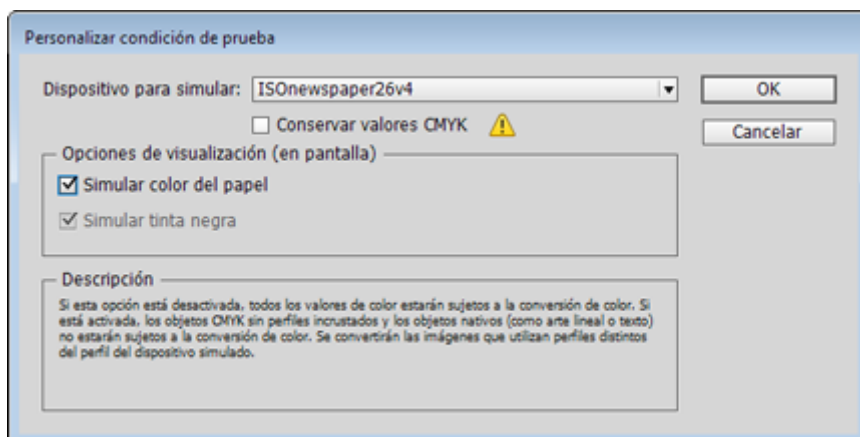 Personalizar condición de prueba
Dispositivo para simular: ISOnewspaper26v4 OK
Conservar valores CMYK Cancelar
Opciones de visualización (en pantalla)
Simular color del papel
Simular tinta negra
Descripción
Si esta opción está desactivada, todos los valores de color estarán sujetos a la conversión de color. Si
está activada, los objetos CMYK sin perfiles incrustados y los objetos nativos (como arte lineal o texto)
no estarán sujetos a la conversión de color. Se convertirán las imágenes que utilizan perfiles distintos
del perfil del dispositivo simulado.